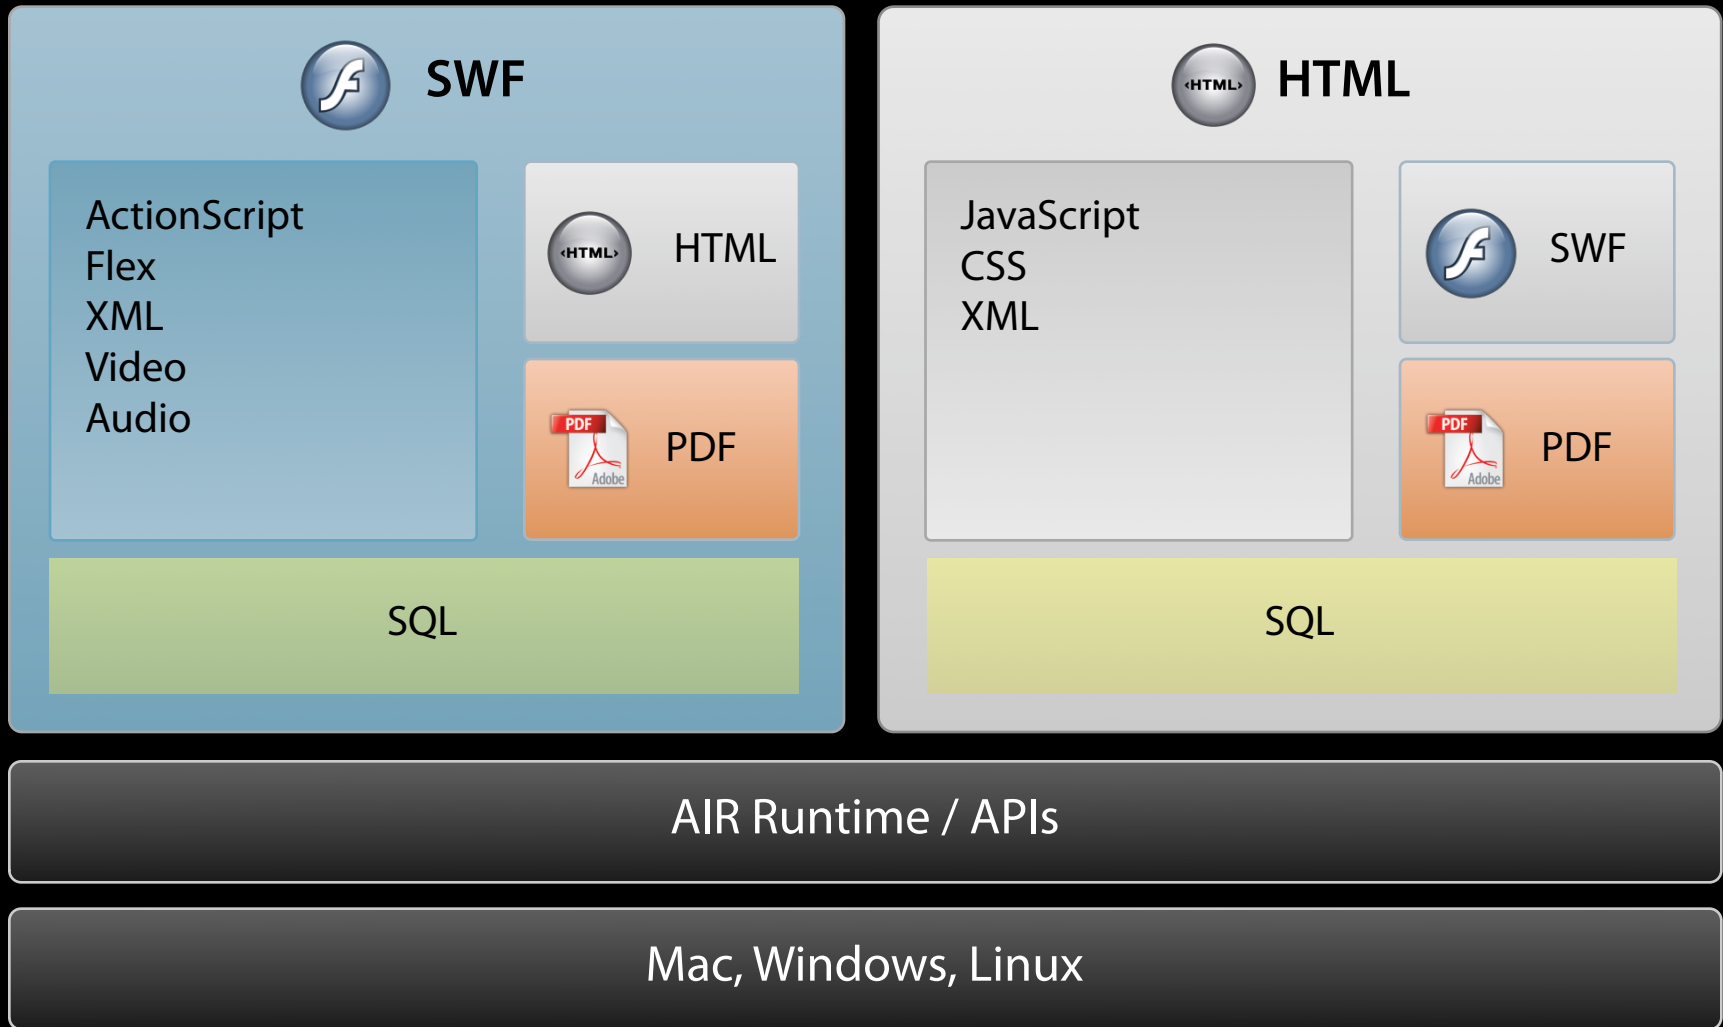 SWF
ActionScript
Flex
XML
Video
Audio
<HTML>
HTML
PDF
Adobe
PDF
SQL
<HTML>
HTML
JavaScript
CSS
XML
SWF
PDF
Adobe
PDF
SQL
AIR Runtime / APIs
Mac, Windows, Linux